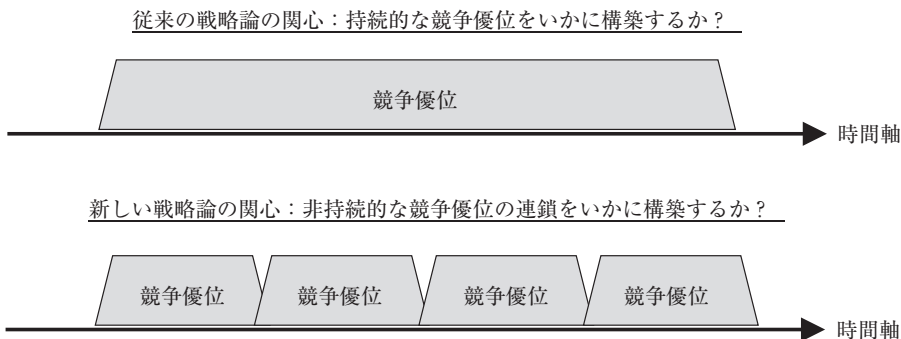 従来の戦略論の関心：持続的な競争優位をいかに構築するか？
競争優位
時間軸
新しい戦略論の関心：非持続的な競争優位の連鎖をいかに構築するか？
競争優位 競争優位 競争優位 競争優位
時間軸